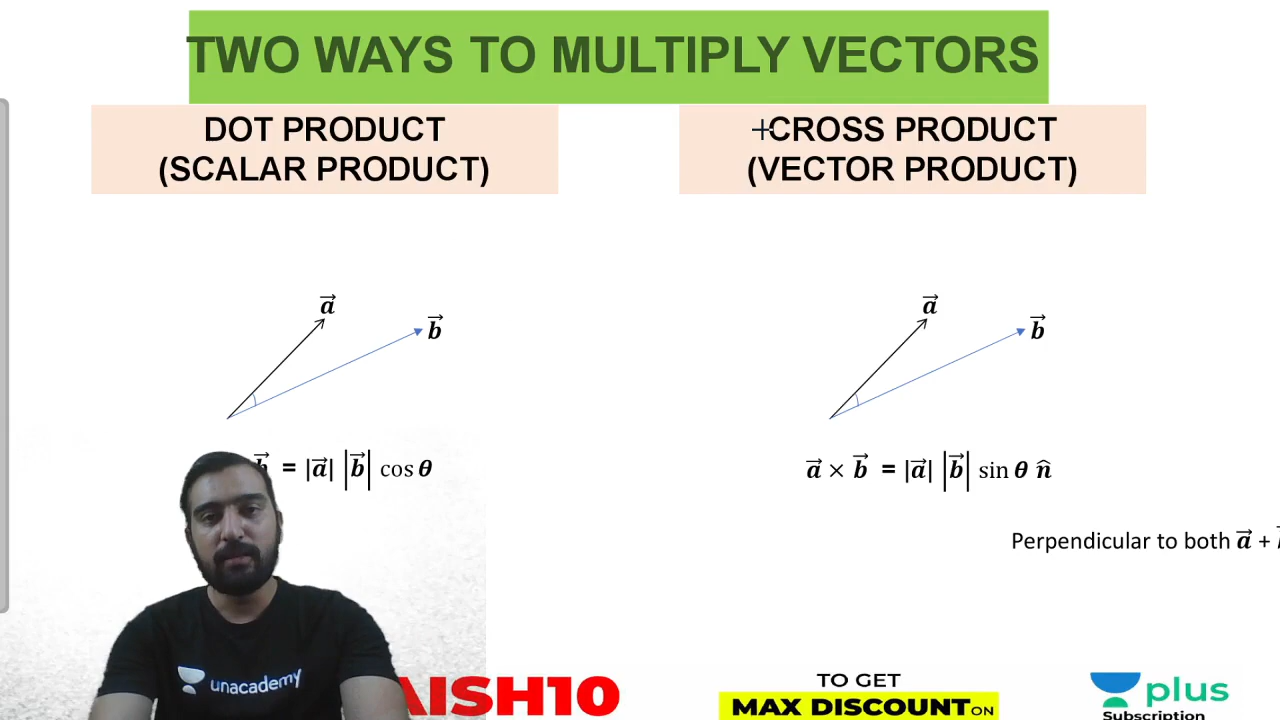 TWO WAYS TO MULTIPLY VECTORS
DOT PRODUCT
(SCALAR PRODUCT)
CROSS PRODUCT
(VECTOR PRODUCT)
a⃗
b⃗
a⃗
b⃗
= |a⃗| |b⃗| cos θ
a⃗ × b⃗ = |a⃗| |b⃗| sin θ n̂
Perpendicular to both a⃗ +
unacademy
AISH10
TO GET
MAX DISCOUNT ON
plus
Subscription